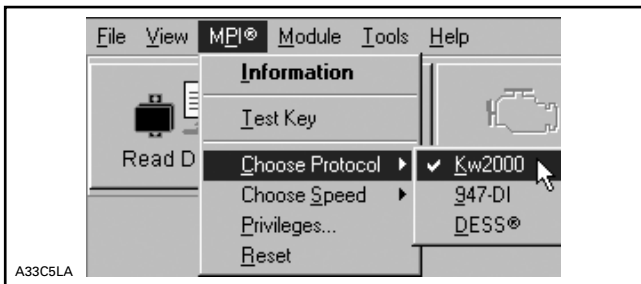 File View MPI® Module Tools Help
Information
Test Key
Read D
Choose Protocol
Kw2000
Choose Speed
947-DI
Privileges...
DESS®
Reset
A33C5LA